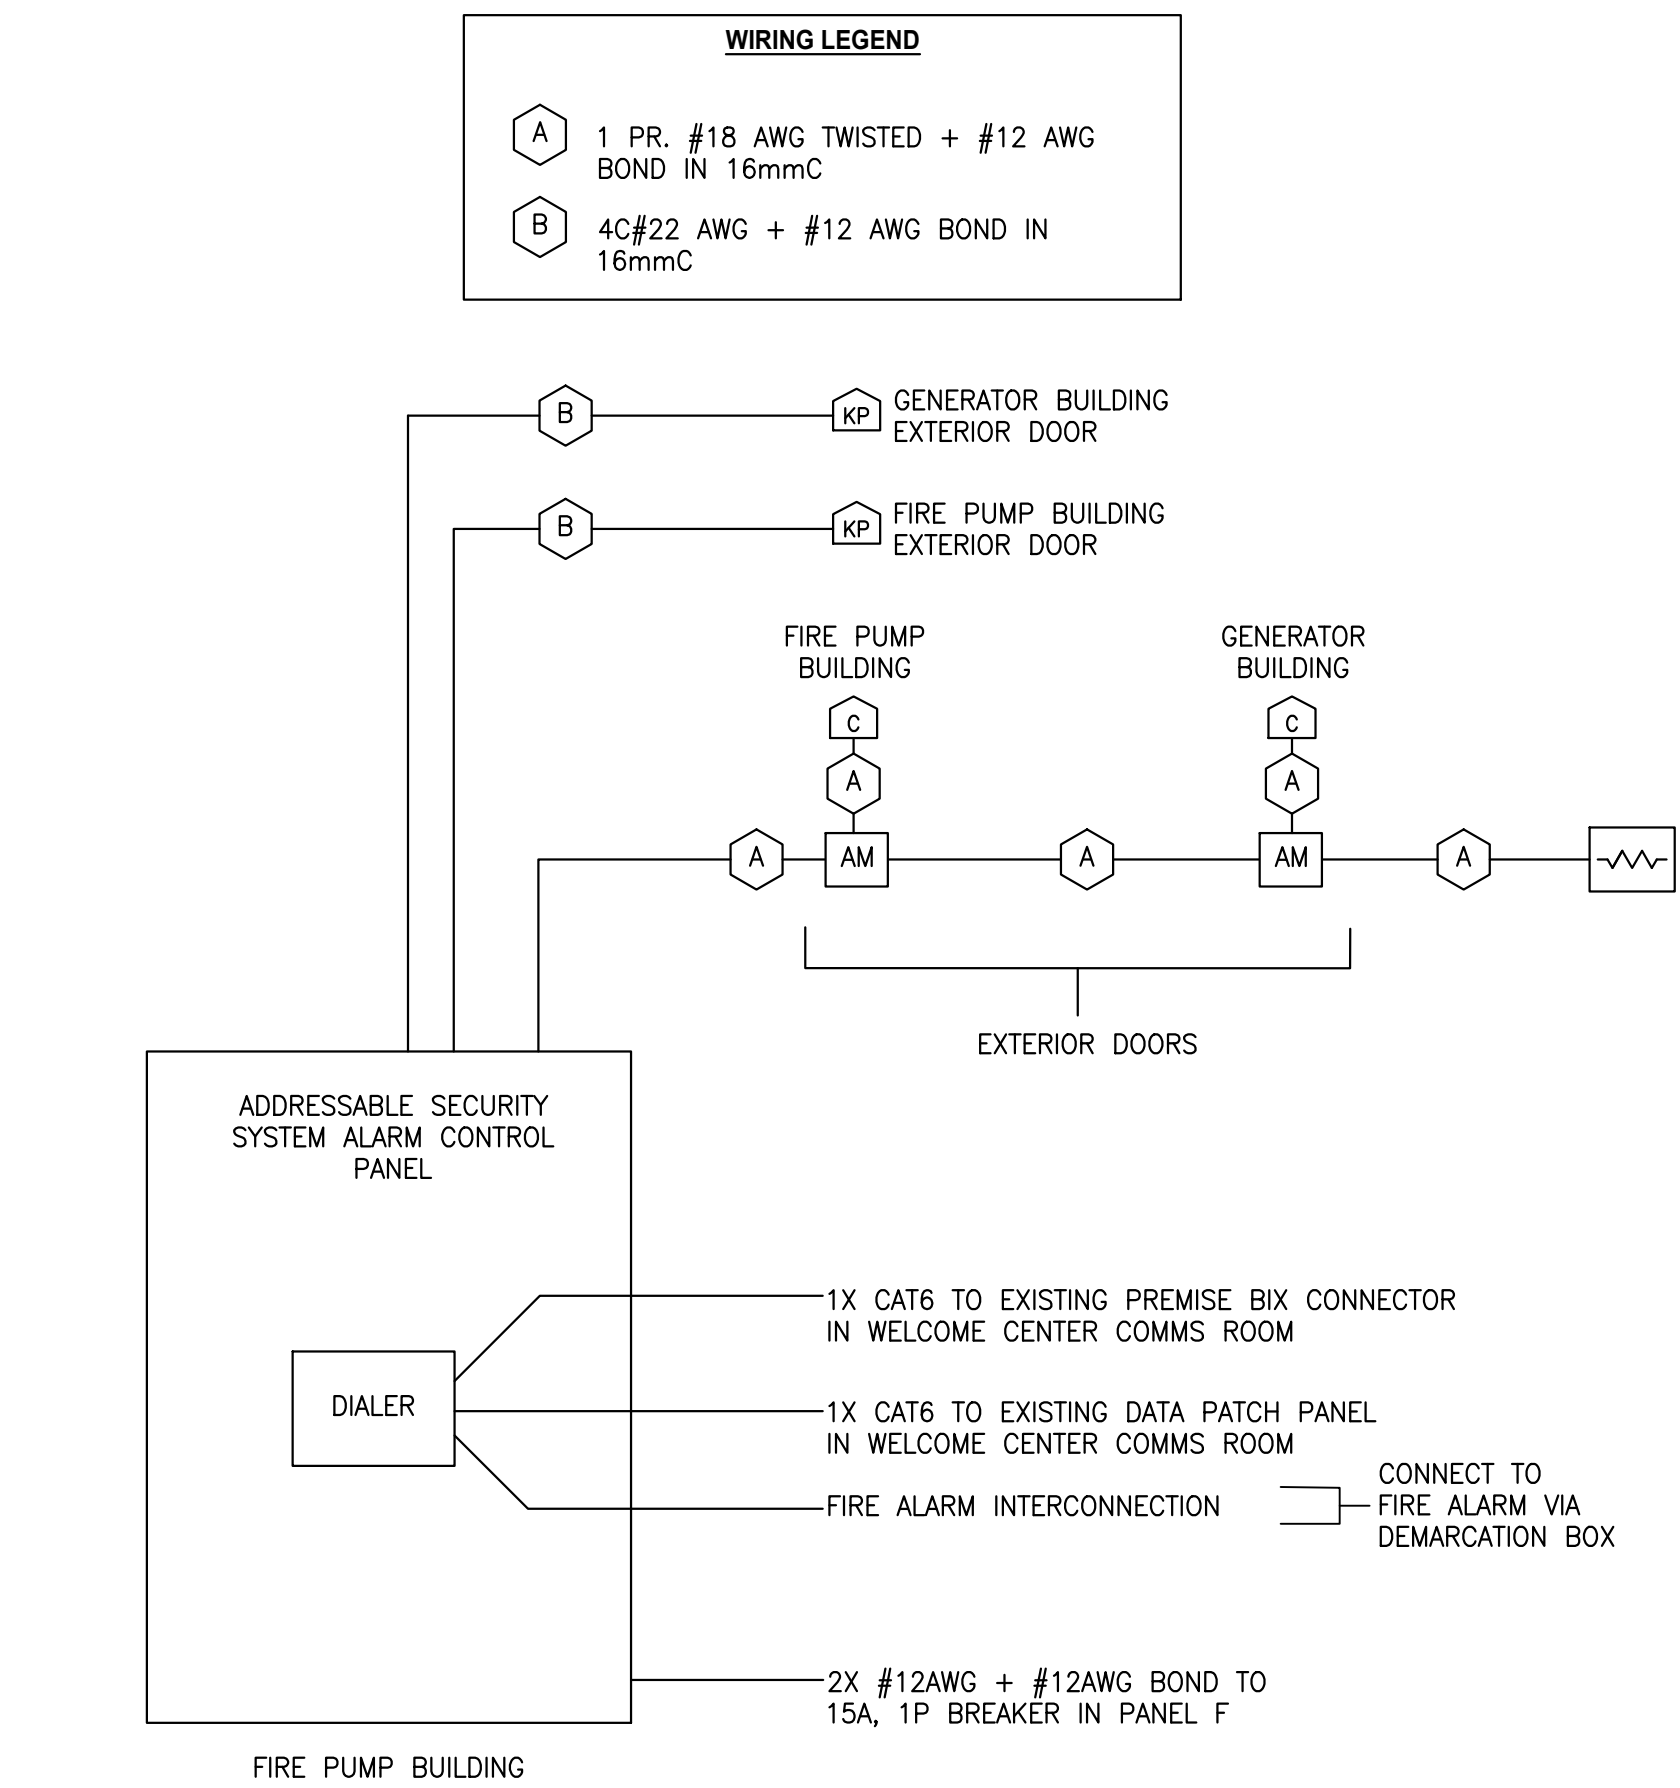 WIRING LEGEND
A
1 PR. #18 AWG TWISTED + #12 AWG
BOND IN 16mmC
B
4C#22 AWG + #12 AWG BOND IN
16mmC
B
KP
GENERATOR BUILDING
EXTERIOR DOOR
B
KP
FIRE PUMP BUILDING
EXTERIOR DOOR
FIRE PUMP
BUILDING
C
A
GENERATOR
BUILDING
C
A
A
AM
A
AM
A
EXTERIOR DOORS
ADDRESSABLE SECURITY
SYSTEM ALARM CONTROL
PANEL
DIALER
1X CAT6 TO EXISTING PREMISE BIX CONNECTOR
IN WELCOME CENTER COMMS ROOM
1X CAT6 TO EXISTING DATA PATCH PANEL
IN WELCOME CENTER COMMS ROOM
FIRE ALARM INTERCONNECTION
CONNECT TO
FIRE ALARM VIA
DEMARCATION BOX
2X #12AWG + #12AWG BOND TO
15A, 1P BREAKER IN PANEL F
FIRE PUMP BUILDING